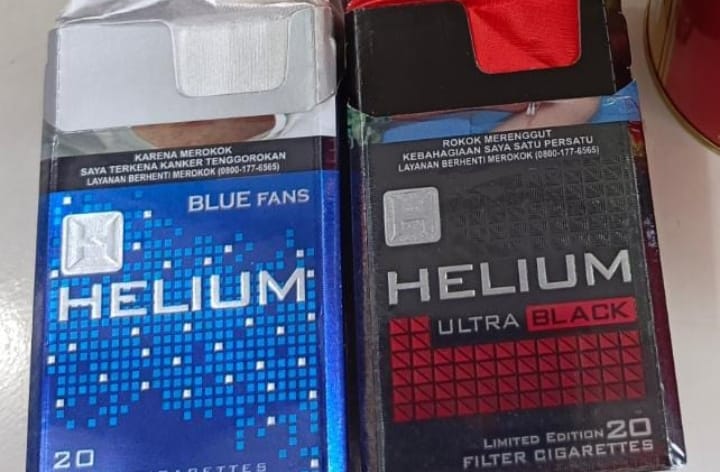 KARENA MEROKOK
SAYA TERKENA KANKER TENGGOROKAN
LAYANAN BERHENTI MEROKOK (0800-177-6565)
BLUE FANS
H
HELIUM
20
CIGARETTES
ROKOK MERENGGUT
KEBAHAGIAAN SAYA SATU PERSATU
LAYANAN BERHENTI MEROKOK (0800-177-6565)
H
HELIUM
ULTRA BLACK
LIMITED EDITION 20
FILTER CIGARETTES